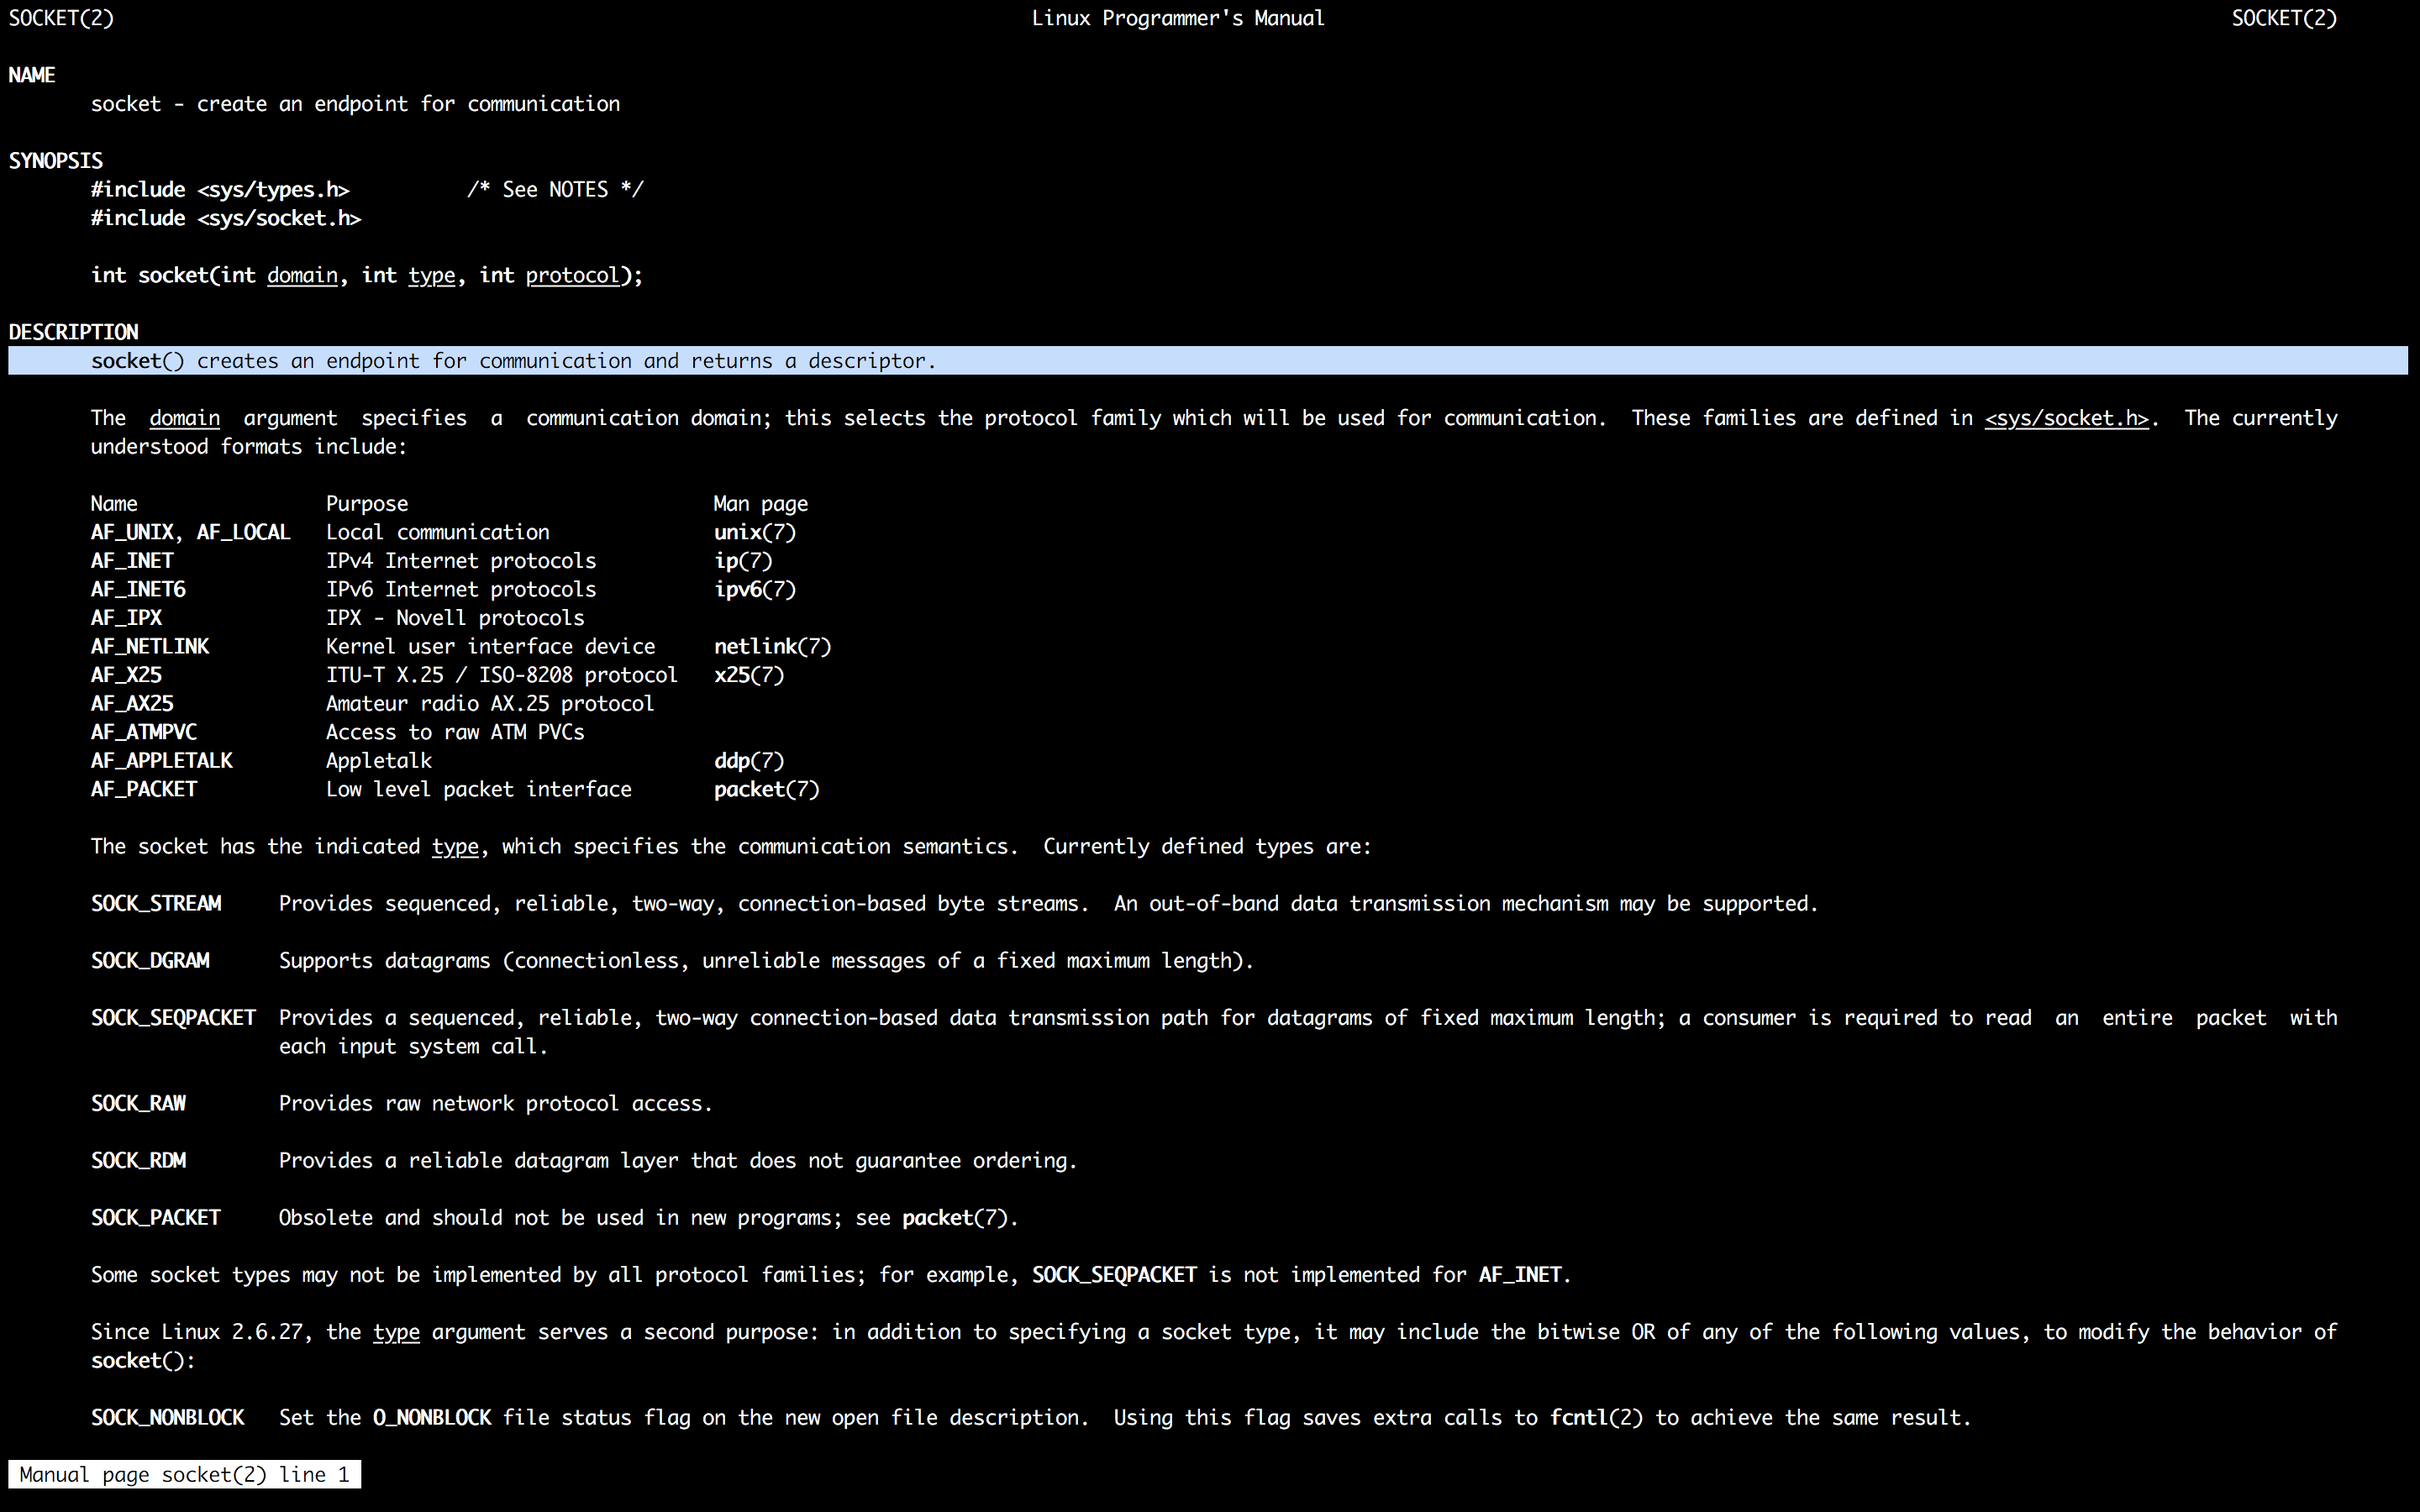 SOCKET(2) Linux Programmer's Manual SOCKET(2)
NAME
socket - create an endpoint for communication
SYNOPSIS
#include <sys/types.h> /* See NOTES */
#include <sys/socket.h>
int socket(int domain, int type, int protocol);
DESCRIPTION
socket() creates an endpoint for communication and returns a descriptor.
The domain argument specifies a communication domain; this selects the protocol family which will be used for communication. These families are defined in <sys/socket.h>. The currently
understood formats include:
Name Purpose Man page
AF_UNIX, AF_LOCAL Local communication unix(7)
AF_INET IPv4 Internet protocols ip(7)
AF_INET6 IPv6 Internet protocols ipv6(7)
AF_IPX IPX - Novell protocols
AF_NETLINK Kernel user interface device netlink(7)
AF_X25 ITU-T X.25 / ISO-8208 protocol x25(7)
AF_AX25 Amateur radio AX.25 protocol
AF_ATMPVC Access to raw ATM PVCs
AF_APPLETALK Appletalk ddp(7)
AF_PACKET Low level packet interface packet(7)
The socket has the indicated type, which specifies the communication semantics. Currently defined types are:
SOCK_STREAM Provides sequenced, reliable, two-way, connection-based byte streams. An out-of-band data transmission mechanism may be supported.
SOCK_DGRAM Supports datagrams (connectionless, unreliable messages of a fixed maximum length).
SOCK_SEQPACKET Provides a sequenced, reliable, two-way connection-based data transmission path for datagrams of fixed maximum length; a consumer is required to read an entire packet with
each input system call.
SOCK_RAW Provides raw network protocol access.
SOCK_RDM Provides a reliable datagram layer that does not guarantee ordering.
SOCK_PACKET Obsolete and should not be used in new programs; see packet(7).
Some socket types may not be implemented by all protocol families; for example, SOCK_SEQPACKET is not implemented for AF_INET.
Since Linux 2.6.27, the type argument serves a second purpose: in addition to specifying a socket type, it may include the bitwise OR of any of the following values, to modify the behavior of
socket():
SOCK_NONBLOCK Set the O_NONBLOCK file status flag on the new open file description. Using this flag saves extra calls to fcntl(2) to achieve the same result.
Manual page socket(2) line 1